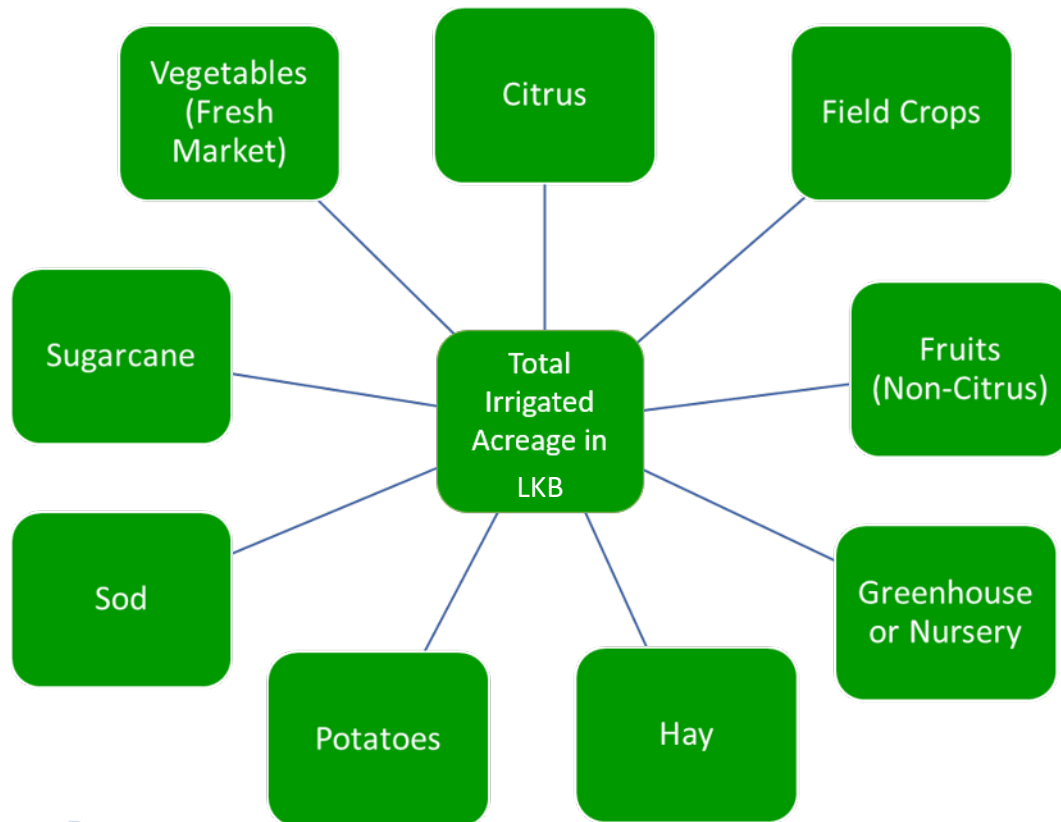 Vegetables
(Fresh
Market)
Citrus
Field Crops
Sugarcane
Total
Irrigated
Acreage in
LKB
Fruits
(Non-Citrus)
Sod
Greenhouse
or Nursery
Potatoes
Hay